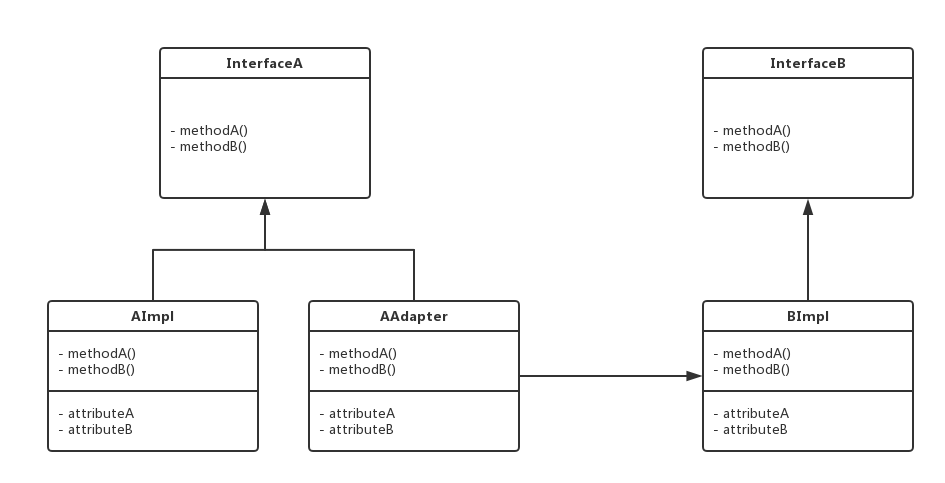 InterfaceA
- methodA()
- methodB()
InterfaceB
- methodA()
- methodB()
AImpl
- methodA()
- methodB()
- attributeA
- attributeB
AAdapter
- methodA()
- methodB()
- attributeA
- attributeB
BImpl
- methodA()
- methodB()
- attributeA
- attributeB